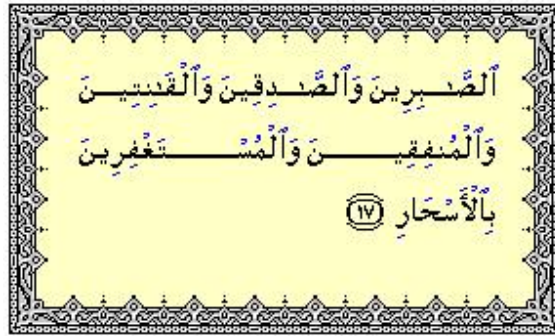 ٱلصَّـٰبِرِينَ وَٱلصَّـٰدِقِينَ وَٱلْقَـٰنِتِينَ
وَٱلْمُنفِقِينَ وَٱلْمُسْتَغْفِرِينَ
بِٱلْأَسْحَارِ ١٧